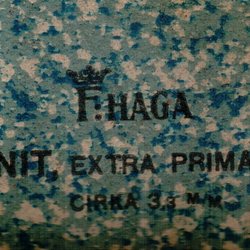 F. HAGA
NIT. EXTRA PRIMA
CIRKA 3.3 M/M